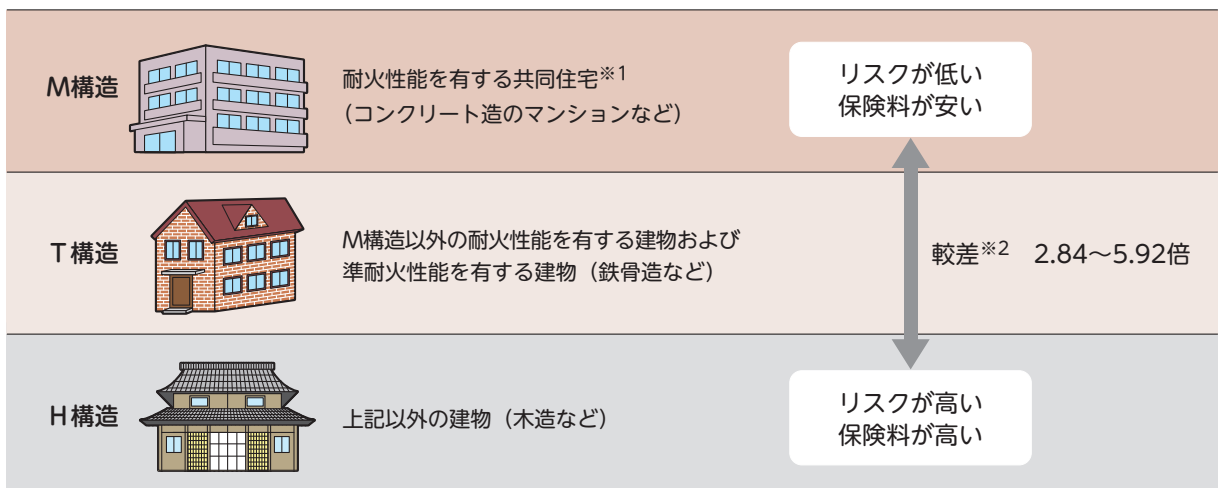 M構造
耐火性能を有する共同住宅※1
（コンクリート造のマンションなど）
リスクが低い
保険料が安い
T構造
M構造以外の耐火性能を有する建物および
準耐火性能を有する建物（鉄骨造など）
較差※2　2.84～5.92倍
H構造
上記以外の建物（木造など）
リスクが高い
保険料が高い